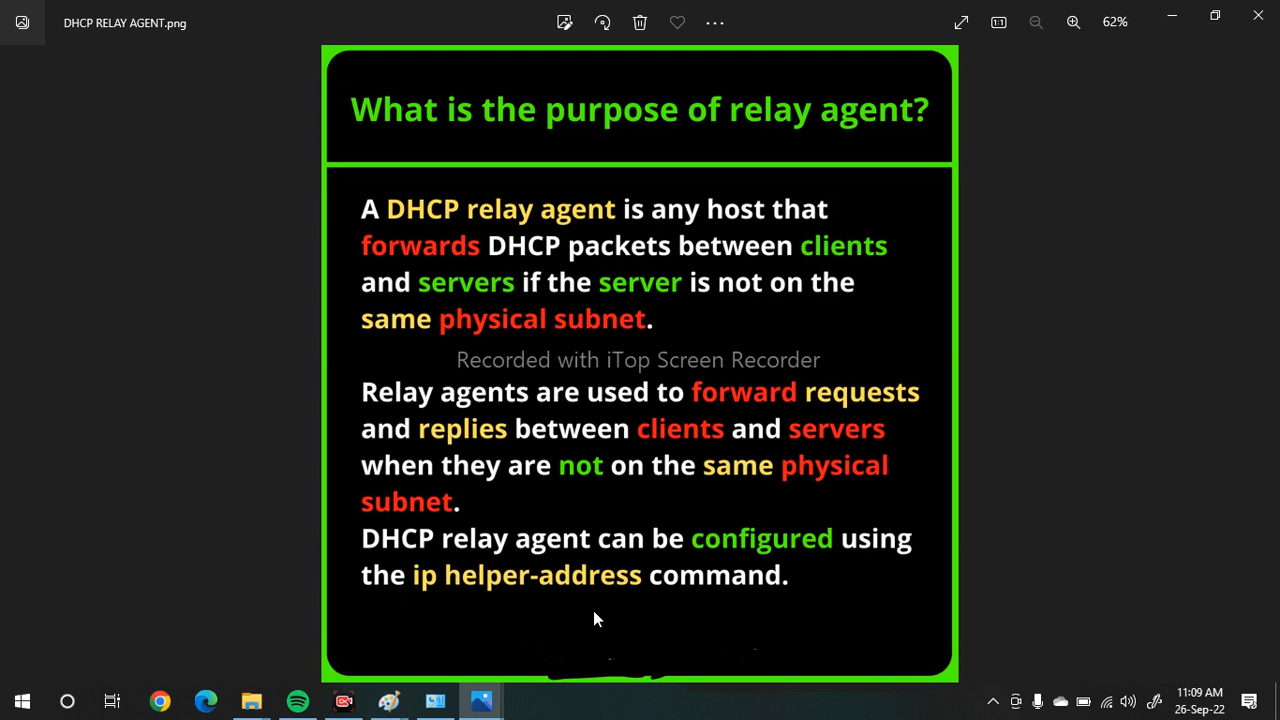 DHCP RELAY AGENT.png
62%
What is the purpose of relay agent?
A DHCP relay agent is any host that
forwards DHCP packets between clients
and servers if the server is not on the
same physical subnet.
Recorded with iTop Screen Recorder
Relay agents are used to forward requests
and replies between clients and servers
when they are not on the same physical
subnet.
DHCP relay agent can be configured using
the ip helper-address command.
11:09 AM
26-Sep-22